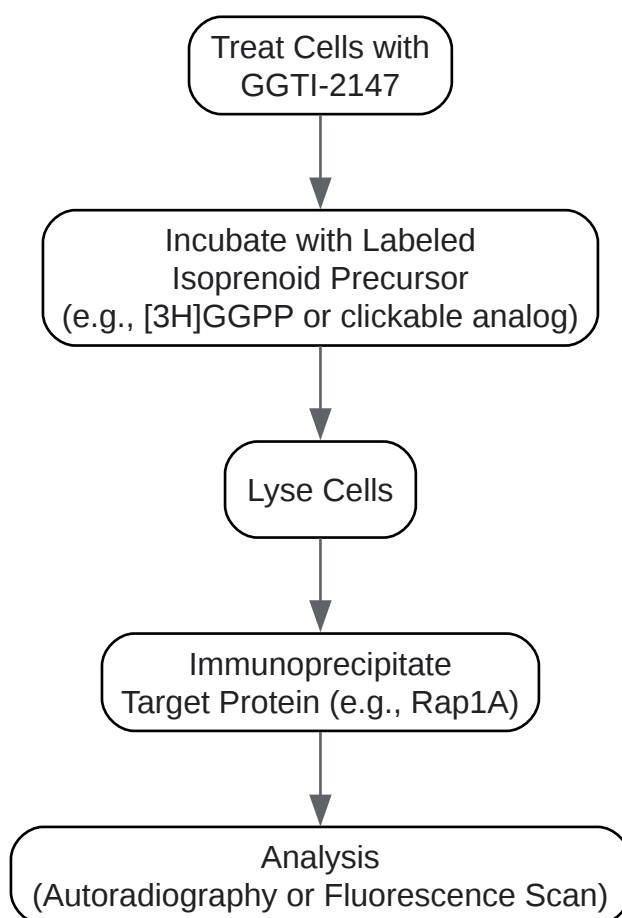 Treat Cells with
GGTI-2147
Incubate with Labeled
Isoprenoid Precursor
(e.g., [3H]GGPP or clickable analog)
Lyse Cells
Immunoprecipitate
Target Protein (e.g., Rap1A)
Analysis
(Autoradiography or Fluorescence Scan)